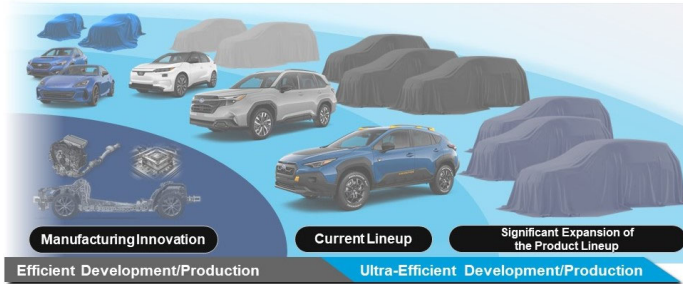 Manufacturing Innovation
Current Lineup
Significant Expansion of
the Product Lineup
Efficient Development/Production
Ultra-Efficient Development/Production